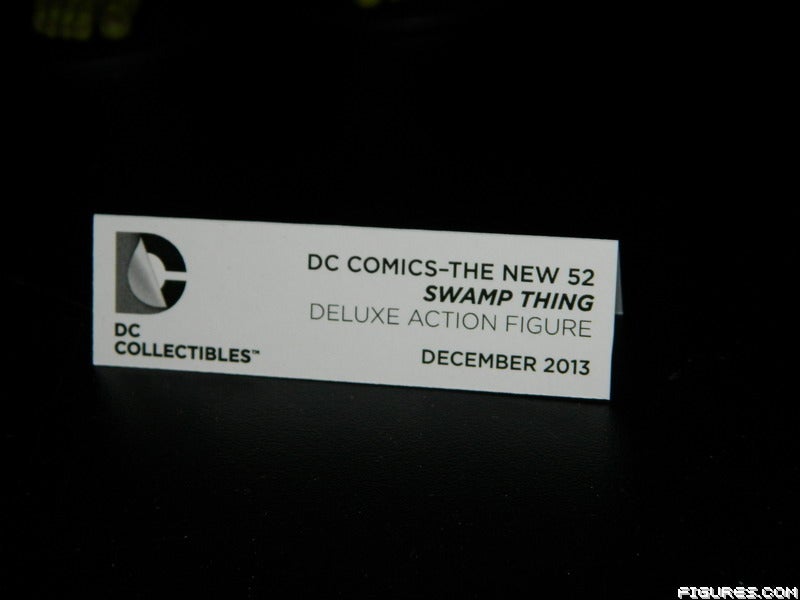 DC
COLLECTIBLES™
DC COMICS–THE NEW 52
SWAMP THING
DELUXE ACTION FIGURE
DECEMBER 2013
FIGURES.COM